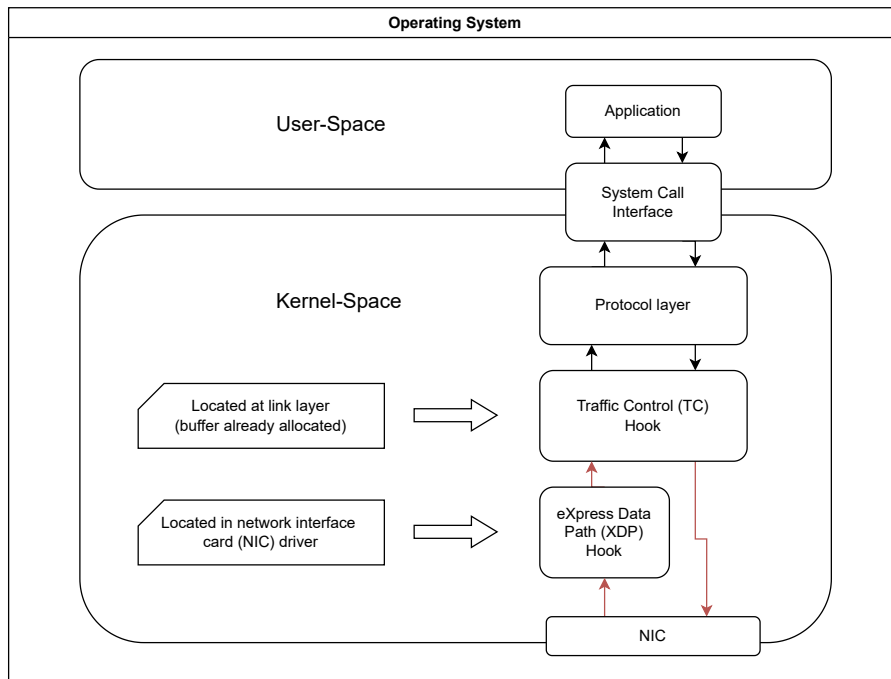 Operating System
User-Space
Application
System Call
Interface
Kernel-Space
Protocol layer
Located at link layer
(buffer already allocated)
Traffic Control (TC)
Hook
Located in network interface
card (NIC) driver
eXpress Data
Path (XDP)
Hook
NIC